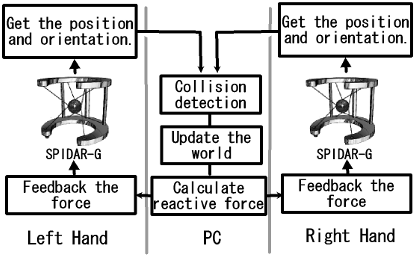 Get the position
and orientation.
SPIDAR-G
Feedback the
force
Left Hand
Collision
detection
Update the
world
Calculate
reactive force
PC
Get the position
and orientation.
SPIDAR-G
Feedback the
force
Right Hand